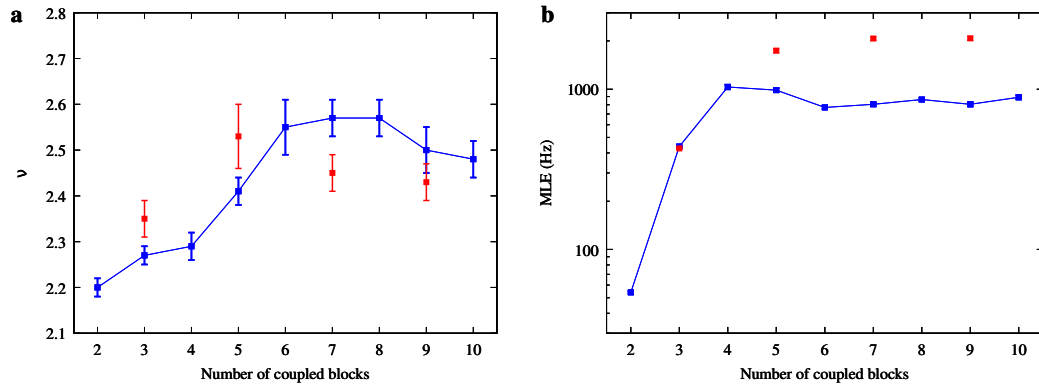 a
2.8
2.7
2.6
2.5
2.4
2.3
2.2
2.1
ν
2 3 4 5 6 7 8 9 10
Number of coupled blocks
b
1000
100
MLE (Hz)
2 3 4 5 6 7 8 9 10
Number of coupled blocks